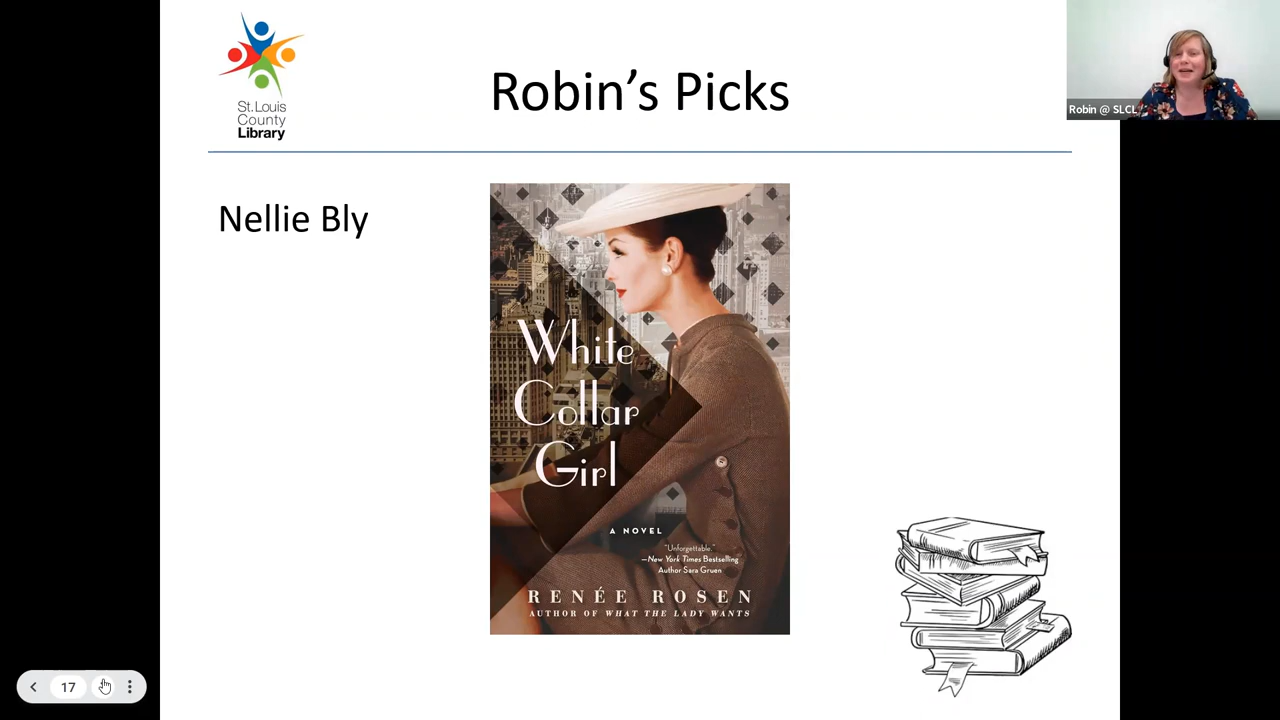 St. Louis
County
Library
Robin's Picks
Robin @ SLCL
Nellie Bly
White
Collar
Girl
A NOVEL
"Unforgettable."
—New York Times Bestselling
Author Sara Gruen
RENÉE ROSEN
AUTHOR OF WHAT THE LADY WANTS
17